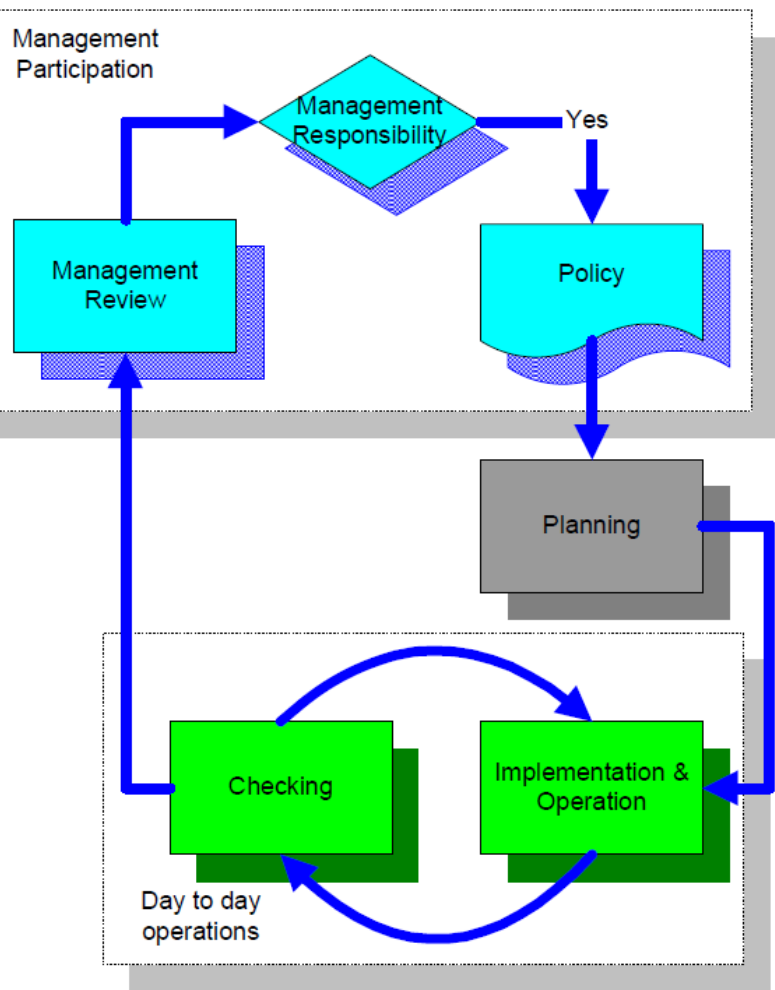 Management
Participation
Management
Responsibility
Yes
Management
Review
Policy
Planning
Checking
Implementation &
Operation
Day to day
operations